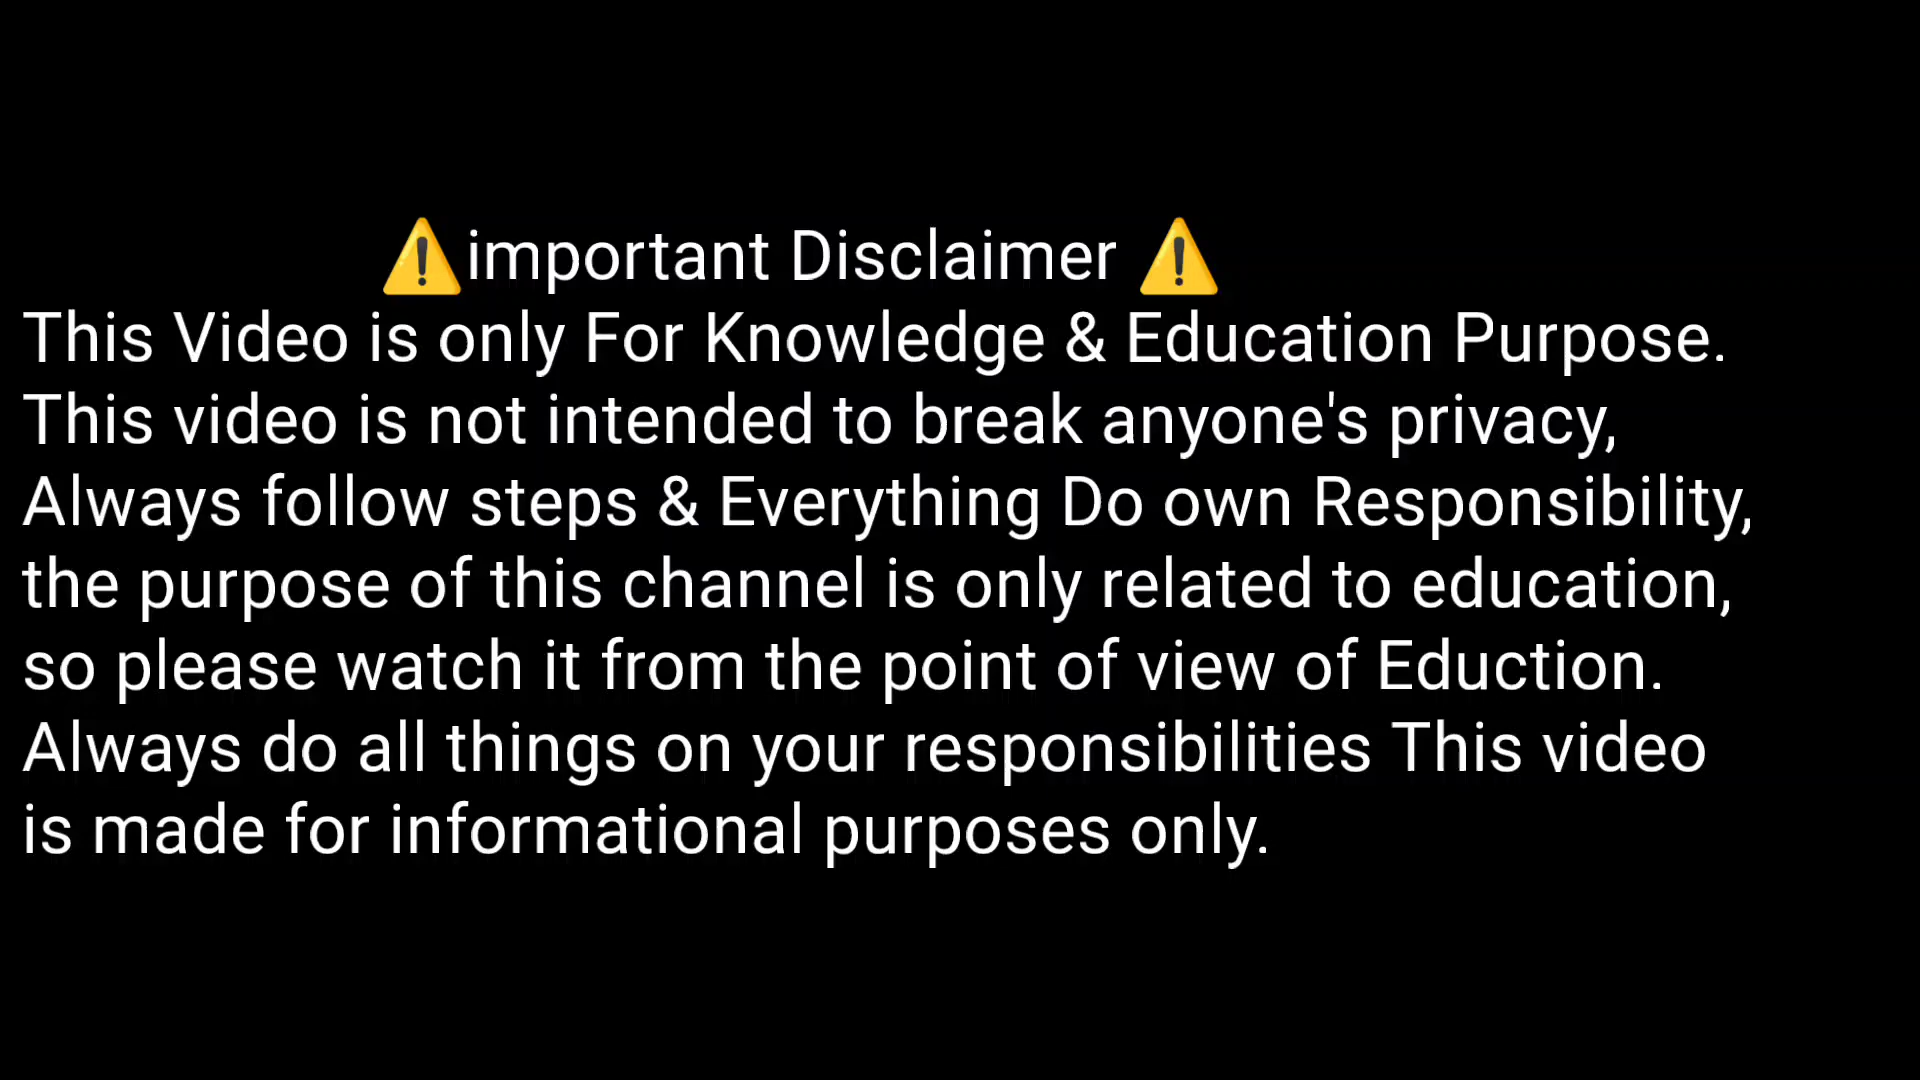 ⚠️important Disclaimer ⚠️
This Video is only For Knowledge & Education Purpose.
This video is not intended to break anyone's privacy,
Always follow steps & Everything Do own Responsibility,
the purpose of this channel is only related to education,
so please watch it from the point of view of Eduction.
Always do all things on your responsibilities This video
is made for informational purposes only.